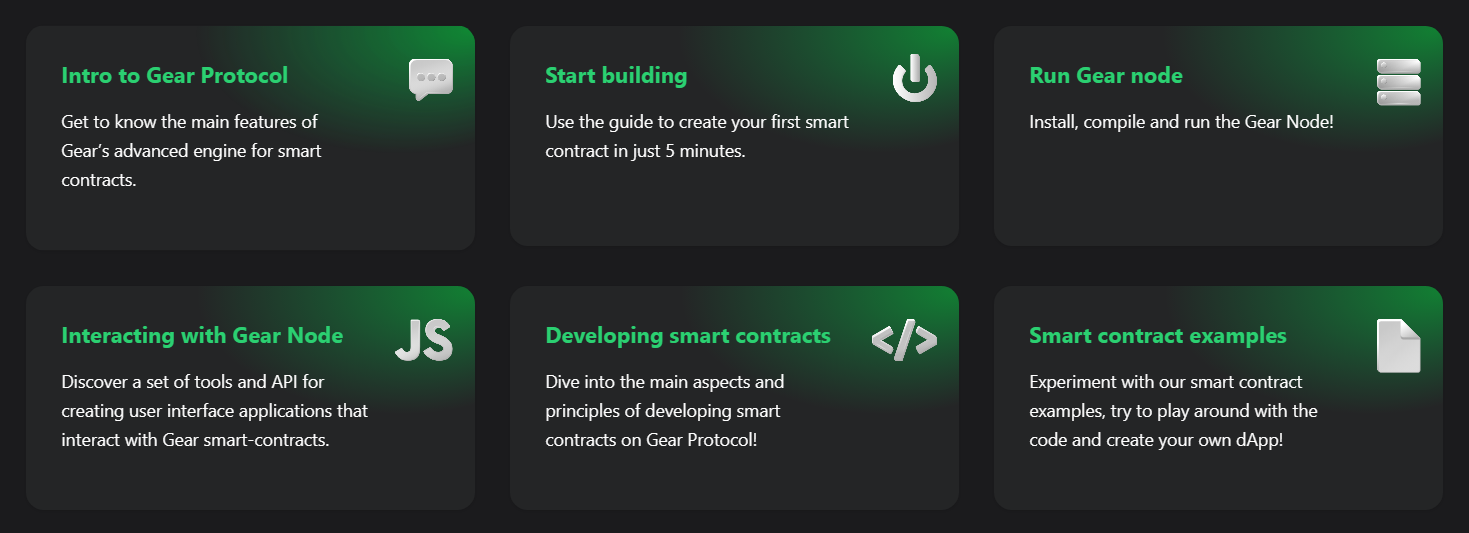 Intro to Gear Protocol
Get to know the main features of
Gear’s advanced engine for smart
contracts.
Start building
Use the guide to create your first smart
contract in just 5 minutes.
Run Gear node
Install, compile and run the Gear Node!
Interacting with Gear Node
JS
Discover a set of tools and API for
creating user interface applications that
interact with Gear smart-contracts.
Developing smart contracts
</>
Dive into the main aspects and
principles of developing smart
contracts on Gear Protocol!
Smart contract examples
Experiment with our smart contract
examples, try to play around with the
code and create your own dApp!